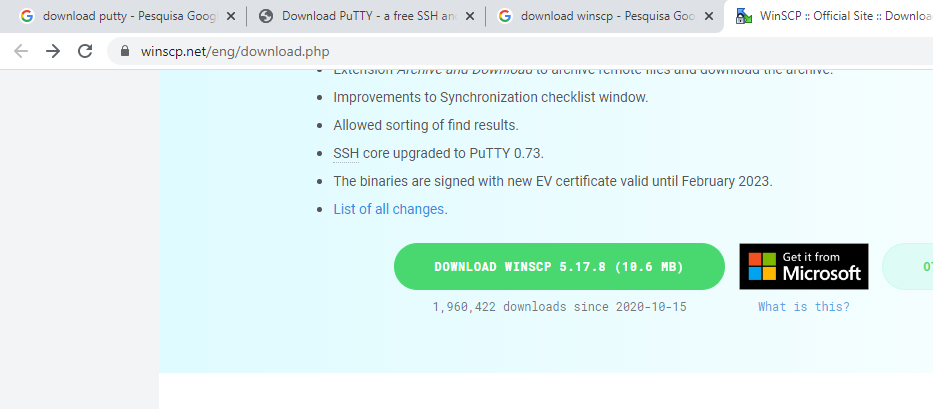 download putty - Pesquisa Goog
Download PuTTY - a free SSH and
download winscp - Pesquisa Goo
WinSCP :: Official Site :: Downloa
winscp.net/eng/download.php
Extension Archive and Download to archive remote files and download the archive.
Improvements to Synchronization checklist window.
Allowed sorting of find results.
SSH core upgraded to PuTTY 0.73.
The binaries are signed with new EV certificate valid until February 2023.
List of all changes.
DOWNLOAD WINSCP 5.17.8 (10.6 MB)
Get it from
Microsoft
1,960,422 downloads since 2020-10-15
What is this?